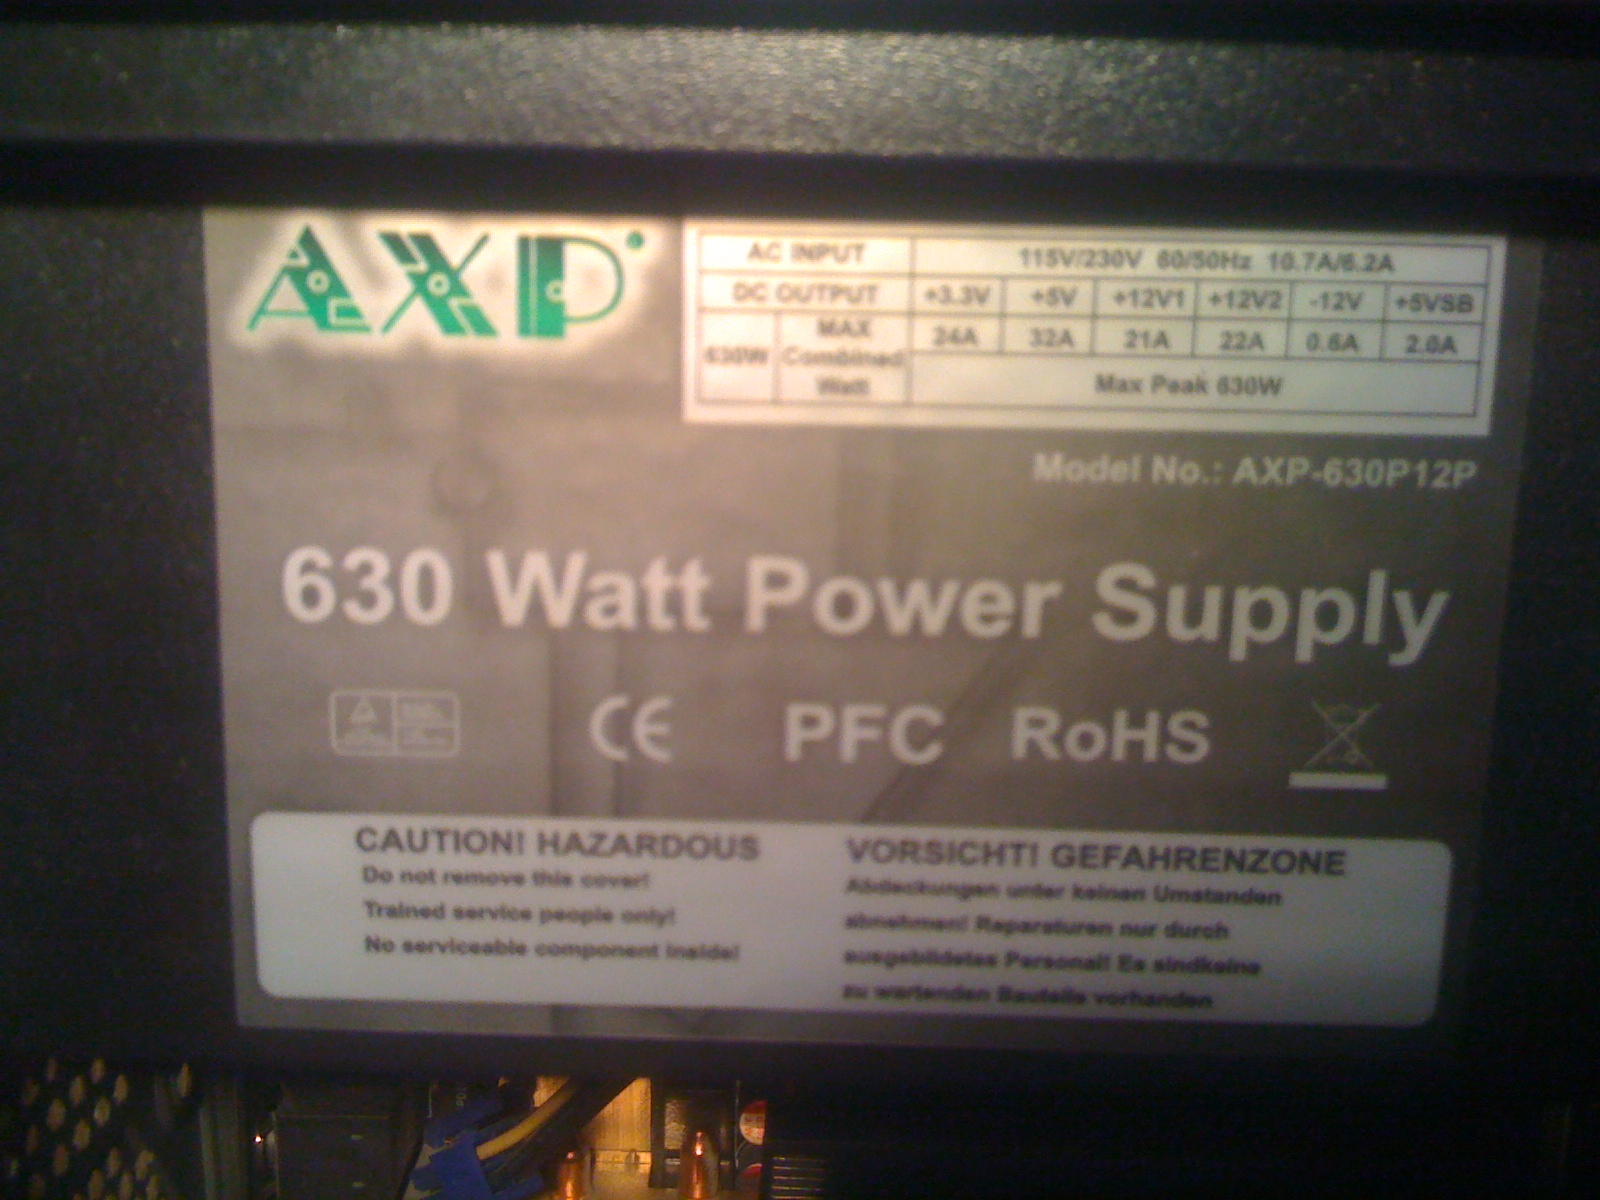 AXP
AC INPUT 115V/230V 60/50Hz 10.7A/6.2A
DC OUTPUT +3.3V +5V +12V1 +12V2 -12V +5VSB
630W MAX Combined Watt 24A 32A 21A 22A 0.6A 2.0A
Max Peak 630W
Model No.: AXP-630P12P
630 Watt Power Supply
CE PFC RoHS
CAUTION! HAZARDOUS
Do not remove this cover!
Trained service people only!
No serviceable component inside!
VORSICHT! GEFAHRENZONE
Abdeckungen unter keinen Umstanden
abnehmen! Reparaturen nur durch
ausgebildetes Personal! Es sindkeine
zu wartenden Bauteile vorhanden